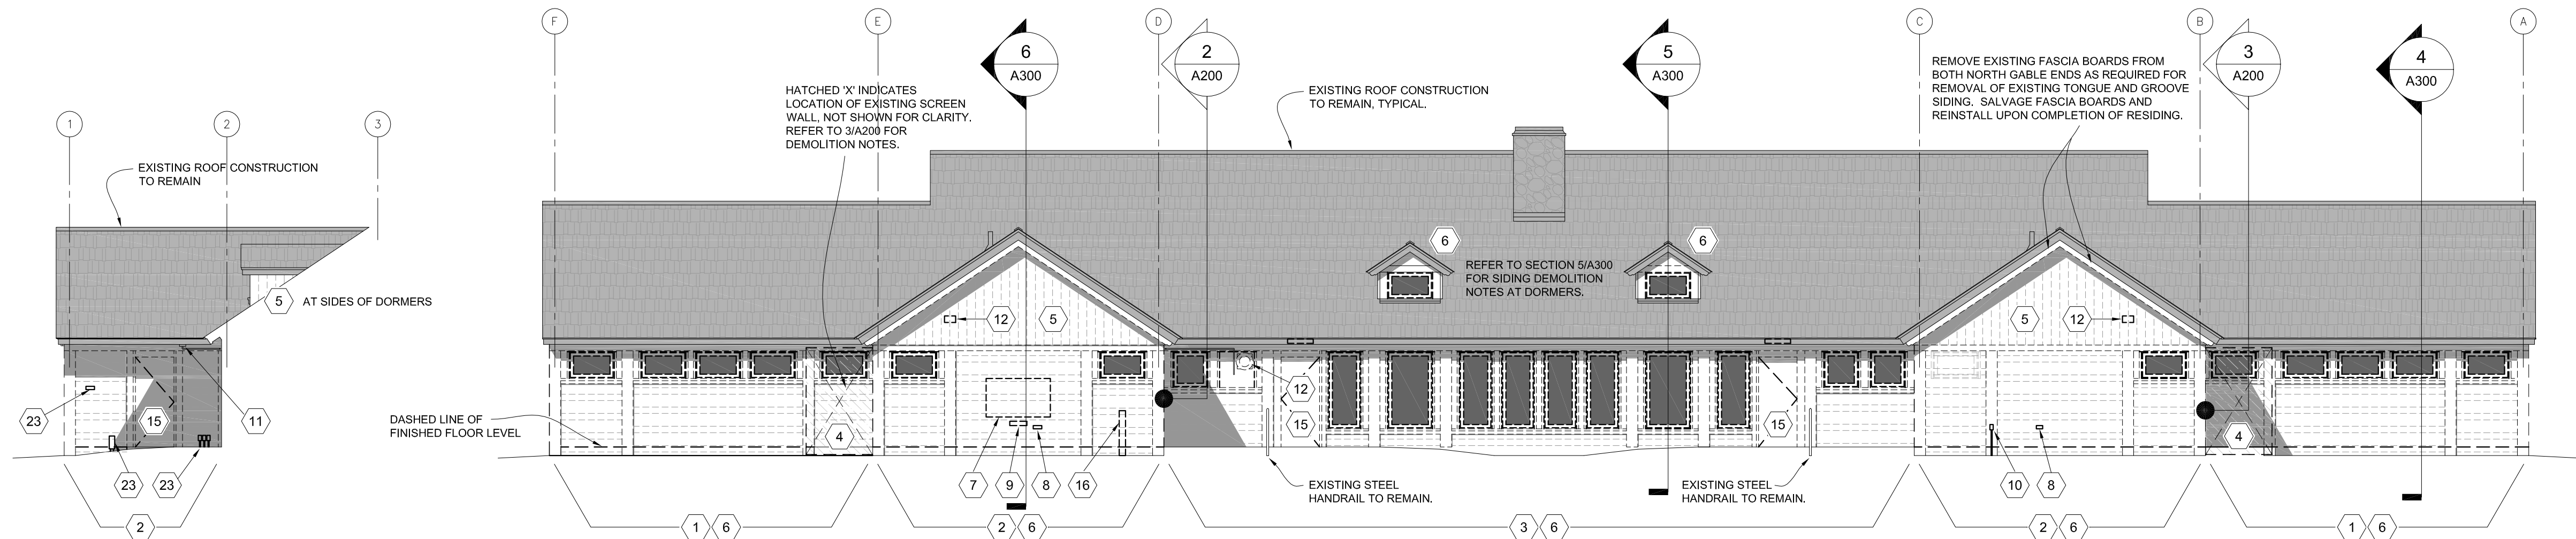 F
E
6
A300
D
2
A200
5
A300
C
B
3
A200
4
A300
A
1
2
3
EXISTING ROOF CONSTRUCTION
TO REMAIN
HATCHED 'X' INDICATES
LOCATION OF EXISTING SCREEN
WALL, NOT SHOWN FOR CLARITY.
REFER TO 3/A200 FOR
DEMOLITION NOTES.
EXISTING ROOF CONSTRUCTION
TO REMAIN, TYPICAL.
REMOVE EXISTING FASCIA BOARDS FROM
BOTH NORTH GABLE ENDS AS REQUIRED FOR
REMOVAL OF EXISTING TONGUE AND GROOVE
SIDING. SALVAGE FASCIA BOARDS AND
REINSTALL UPON COMPLETION OF RESIDING.
5
AT SIDES OF DORMERS
6
REFER TO SECTION 5/A300
FOR SIDING DEMOLITION
NOTES AT DORMERS.
6
12
5
5
12
23
15
11
DASHED LINE OF
FINISHED FLOOR LEVEL
X
4
12
15
15
X
4
23
23
7
9
8
16
EXISTING STEEL
HANDRAIL TO REMAIN.
EXISTING STEEL
HANDRAIL TO REMAIN.
10
8
2
1
6
2
6
3
6
2
6
1
6